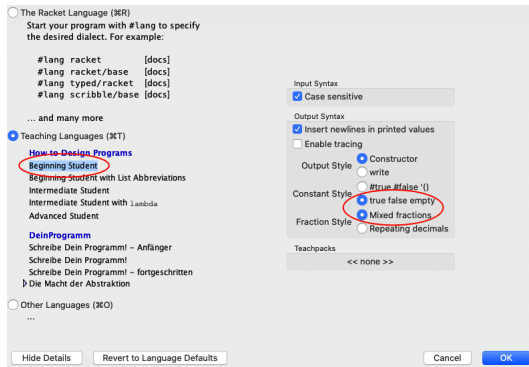 The Racket Language (⌘R)
Start your program with #lang to specify
the desired dialect. For example:
#lang racket [docs]
#lang racket/base [docs]
#lang typed/racket [docs]
#lang scribble/base [docs]
... and many more
Teaching Languages (⌘T)
How to Design Programs
Beginning Student
Beginning Student with List Abbreviations
Intermediate Student
Intermediate Student with lambda
Advanced Student
DeinProgramm
Schreibe Dein Programm! - Anfänger
Schreibe Dein Programm!
Schreibe Dein Programm! - fortgeschritten
Die Macht der Abstraktion
Other Languages (⌘O)
...
Input Syntax
Case sensitive
Output Syntax
Insert newlines in printed values
Enable tracing
Output Style
Constructor
write
Constant Style
#true #false '()
true false empty
Fraction Style
Mixed fractions
Repeating decimals
Teachpacks
<< none >>
Hide Details
Revert to Language Defaults
Cancel
OK